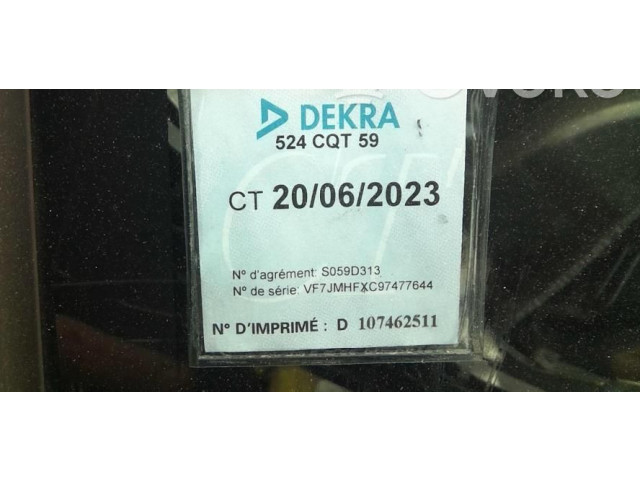 DEKRA
524 CQT 59
CT 20/06/2023
N° d'agrément: S059D313
N° de série: VF7JMHFXC97477644
N° D'IMPRIMÉ : D 107462511